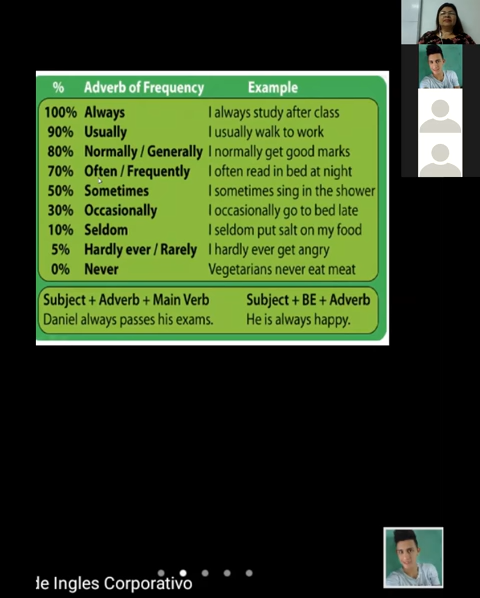 % Adverb of Frequency Example
100% Always I always study after class
90% Usually I usually walk to work
80% Normally / Generally I normally get good marks
70% Often / Frequently I often read in bed at night
50% Sometimes I sometimes sing in the shower
30% Occasionally I occasionally go to bed late
10% Seldom I seldom put salt on my food
5% Hardly ever / Rarely I hardly ever get angry
0% Never Vegetarians never eat meat
Subject + Adverb + Main Verb Subject + BE + Adverb
Daniel always passes his exams. He is always happy.
de Ingles Corporativo